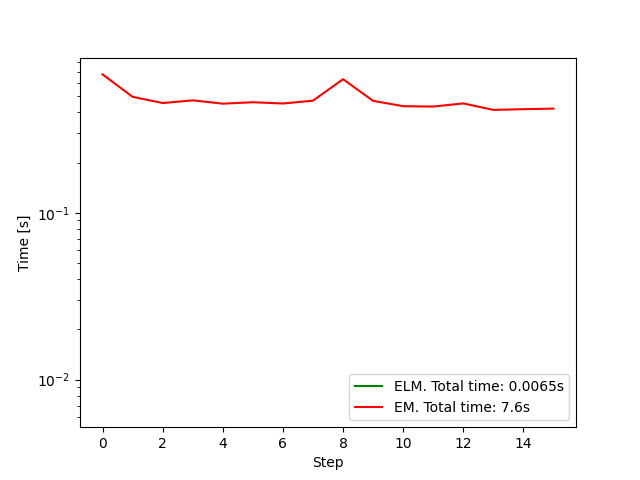 Time [s]
10⁻¹
10⁻²
0 2 4 6 8 10 12 14
Step
ELM. Total time: 0.0065s
EM. Total time: 7.6s